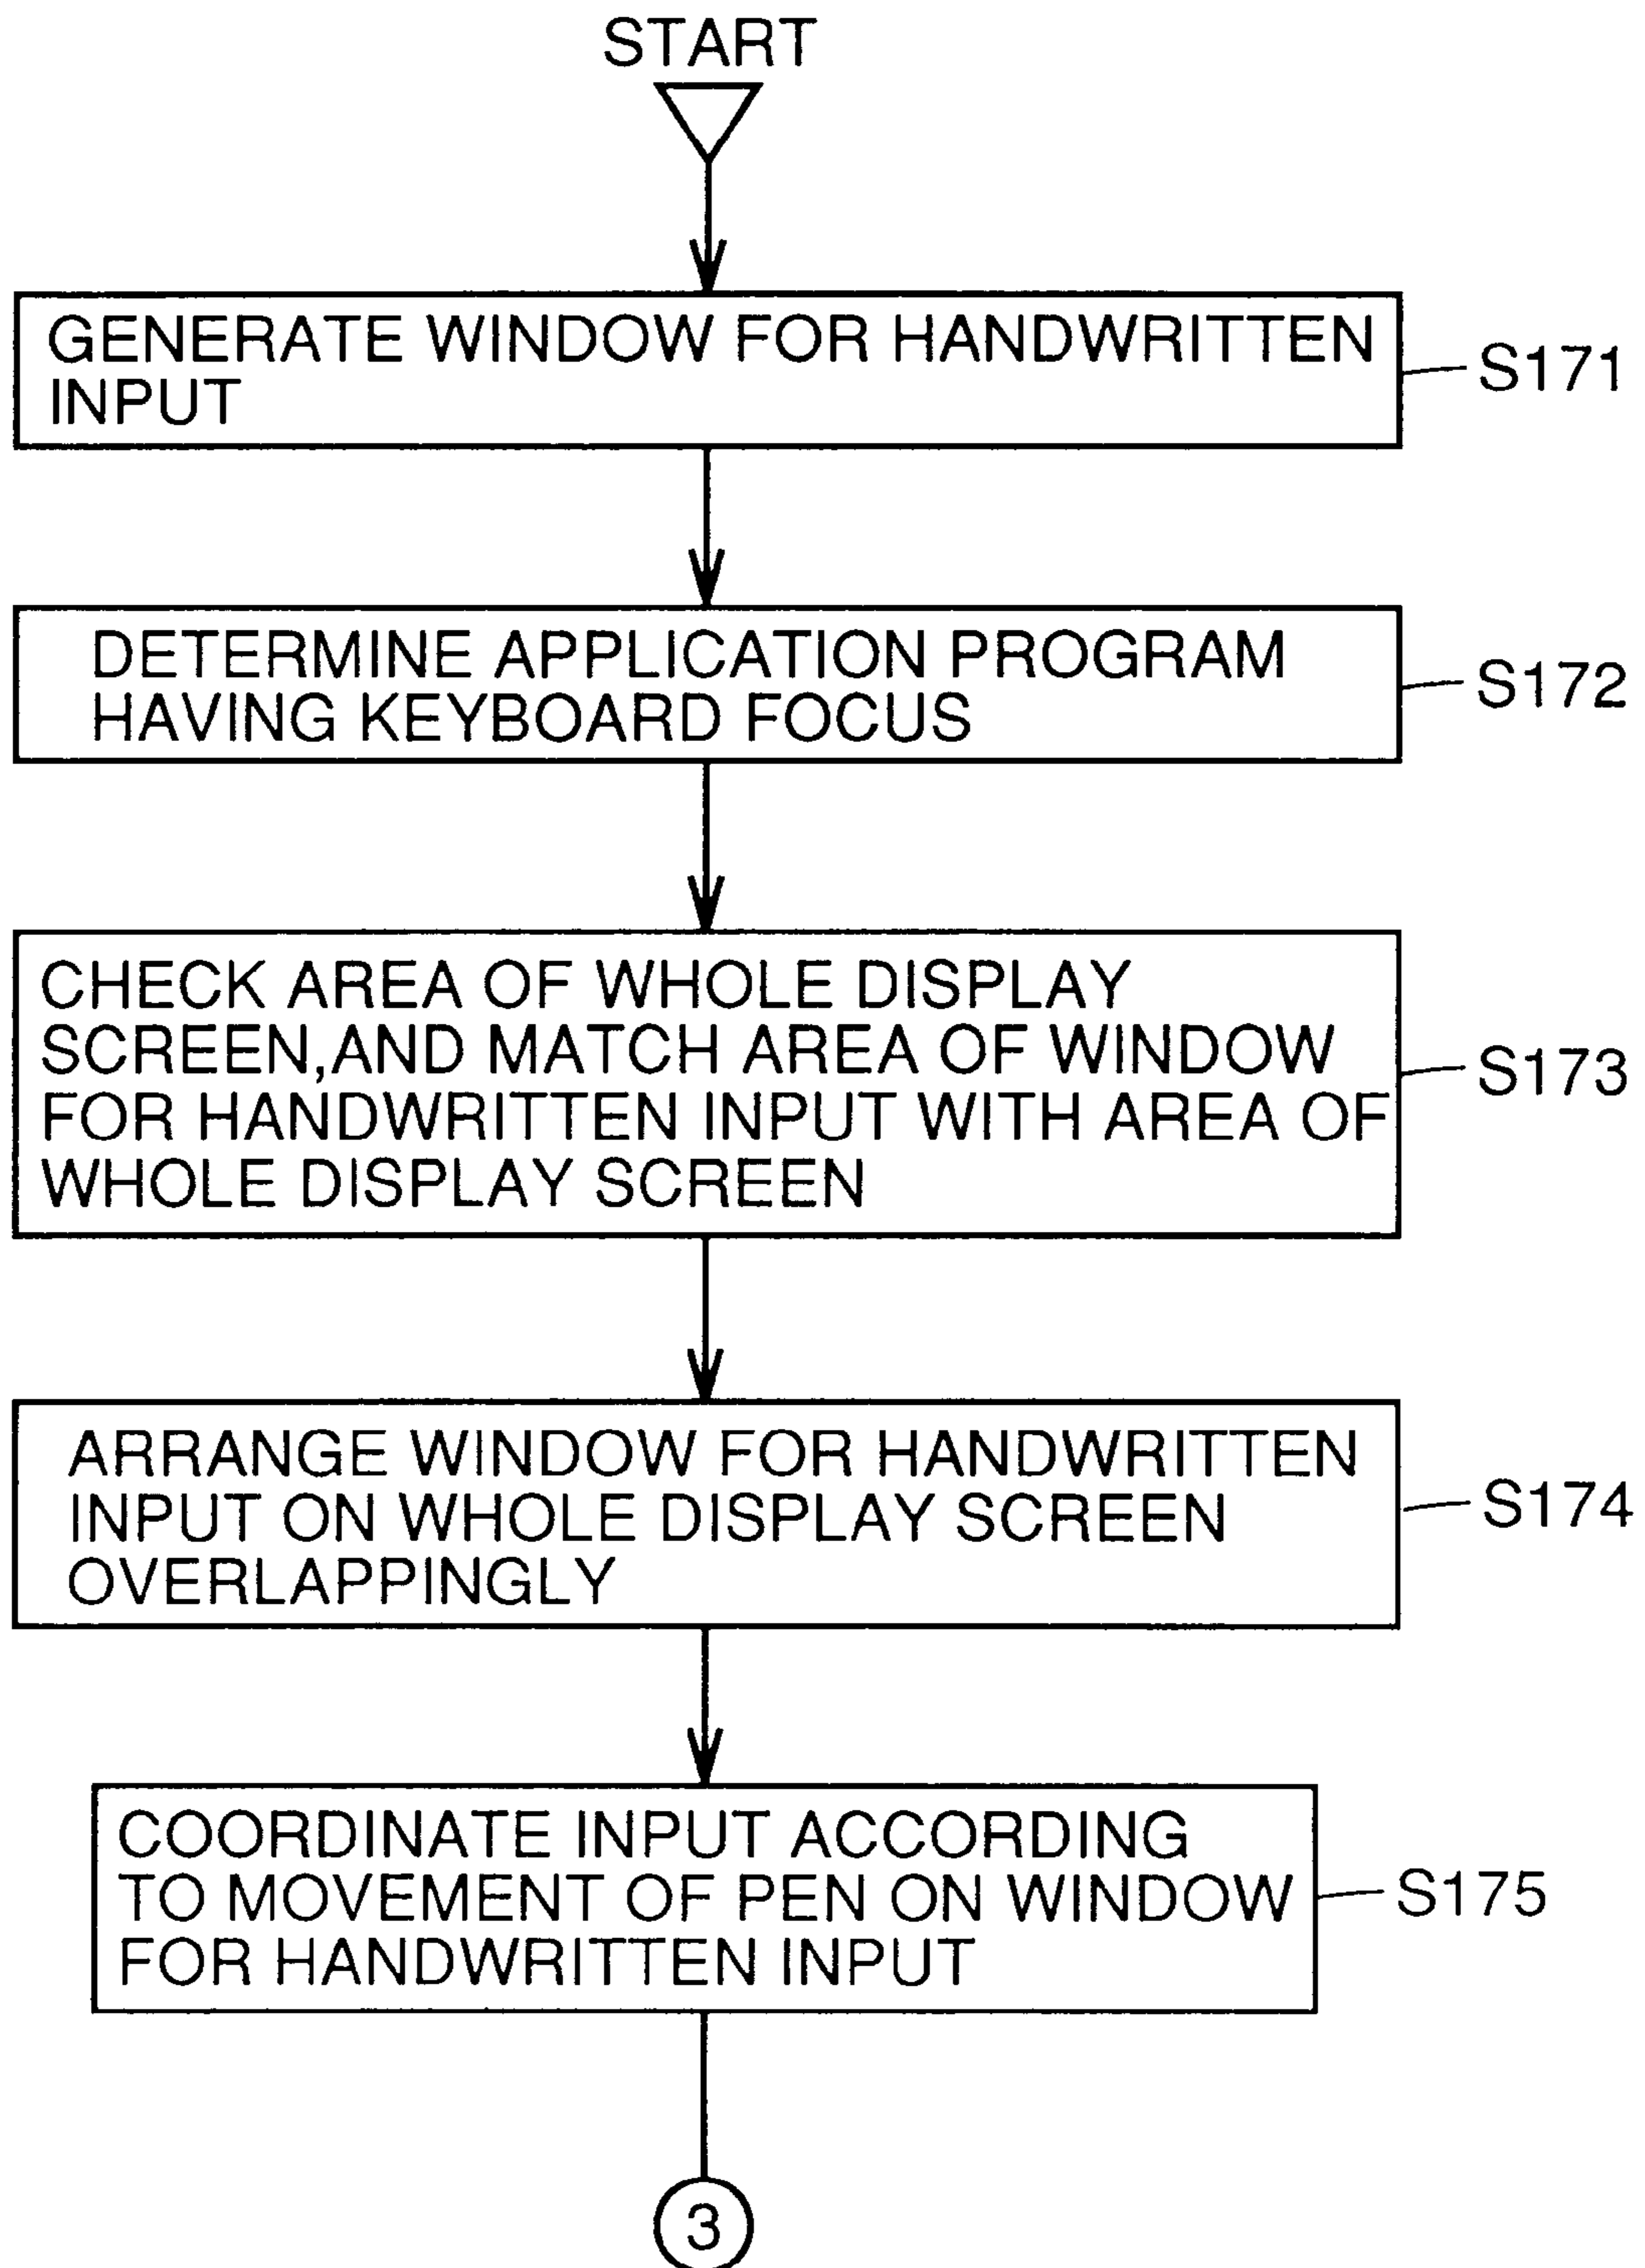 START
GENERATE WINDOW FOR HANDWRITTEN
INPUT
S171
DETERMINE APPLICATION PROGRAM
HAVING KEYBOARD FOCUS
S172
CHECK AREA OF WHOLE DISPLAY
SCREEN,AND MATCH AREA OF WINDOW
FOR HANDWRITTEN INPUT WITH AREA OF
WHOLE DISPLAY SCREEN
S173
ARRANGE WINDOW FOR HANDWRITTEN
INPUT ON WHOLE DISPLAY SCREEN
OVERLAPPINGLY
S174
COORDINATE INPUT ACCORDING
TO MOVEMENT OF PEN ON WINDOW
FOR HANDWRITTEN INPUT
S175
3